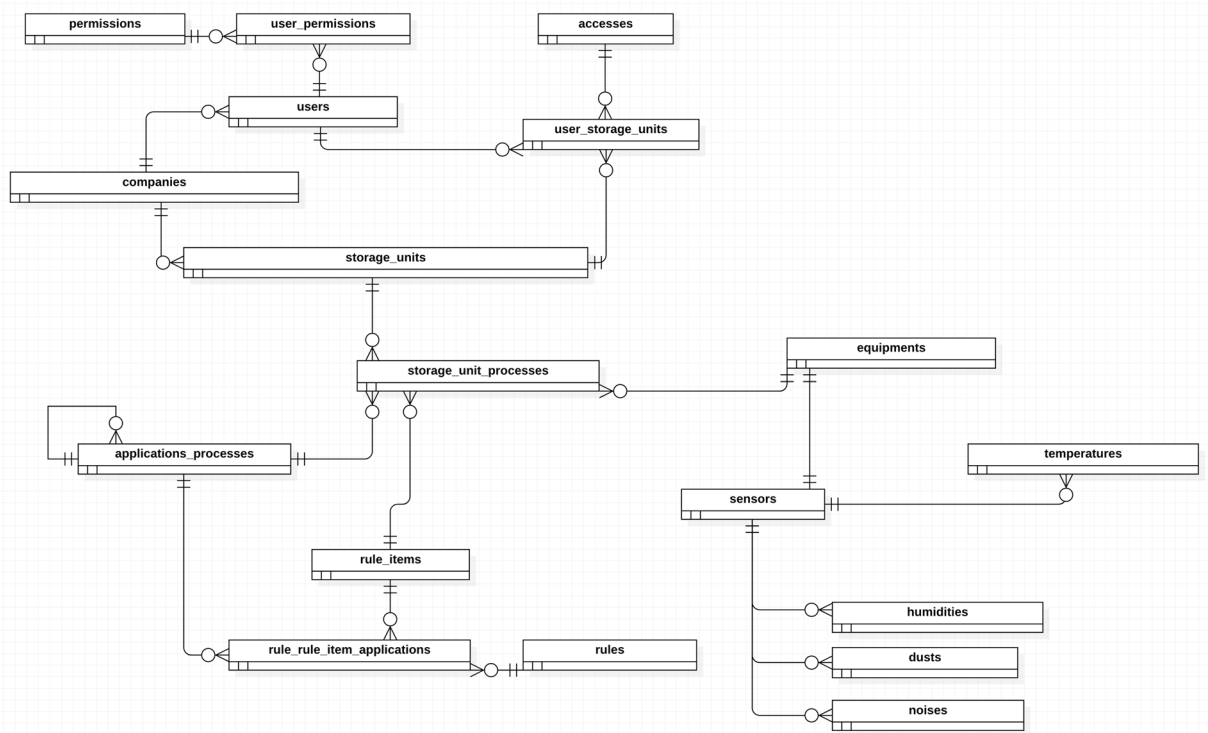 permissions
user_permissions
accesses
users
user_storage_units
companies
storage_units
equipments
storage_unit_processes
applications_processes
temperatures
sensors
rule_items
humidities
rule_rule_item_applications
rules
dusts
noises